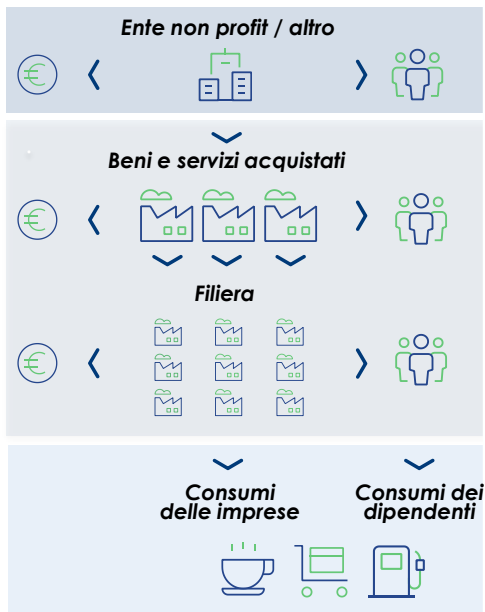 Ente non profit / altro
Beni e servizi acquistati
Filiera
Consumi
delle imprese
Consumi dei
dipendenti